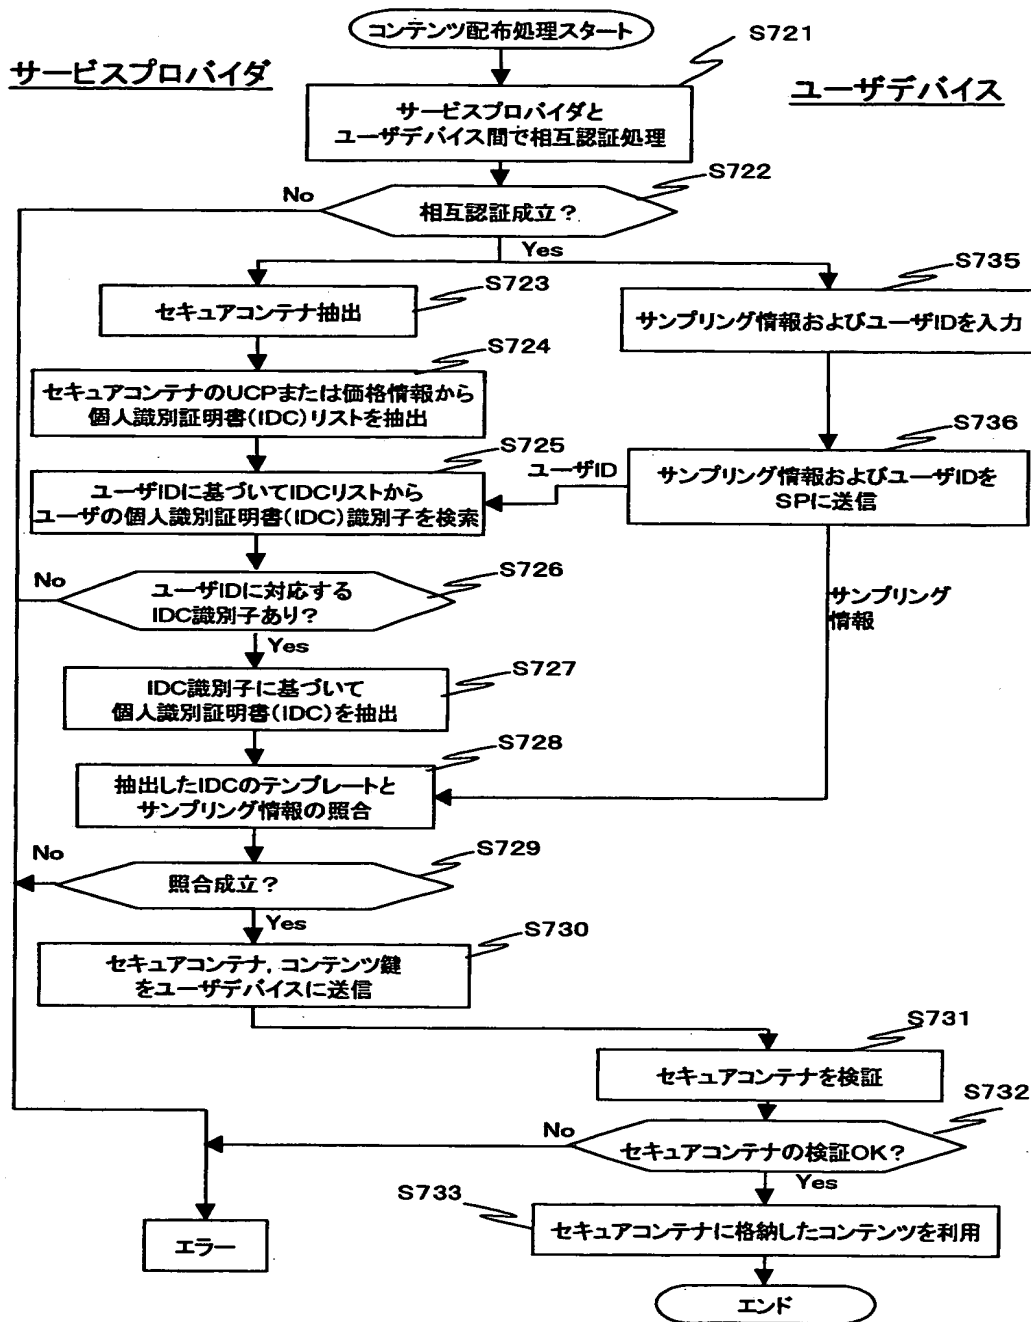 コンテンツ配布処理スタート
S721
サービスプロバイダ
ユーザデバイス
サービスプロバイダと
ユーザデバイス間で相互認証処理
S722
No
相互認証成立？
Yes
S723
S735
セキュアコンテナ抽出
サンプリング情報およびユーザIDを入力
S724
セキュアコンテナのUCPまたは価格情報から
個人識別証明書(IDC)リストを抽出
S725
S736
ユーザID
ユーザIDに基づいてIDCリストから
ユーザの個人識別証明書(IDC)識別子を検索
サンプリング情報およびユーザIDを
SPに送信
No
S726
ユーザIDに対応する
IDC識別子あり？
サンプリング
情報
Yes
S727
IDC識別子に基づいて
個人識別証明書(IDC)を抽出
S728
抽出したIDCのテンプレートと
サンプリング情報の照合
No
S729
照合成立？
Yes
S730
セキュアコンテナ，コンテンツ鍵
をユーザデバイスに送信
S731
セキュアコンテナを検証
S732
No
セキュアコンテナの検証OK？
Yes
S733
セキュアコンテナに格納したコンテンツを利用
エラー
エンド